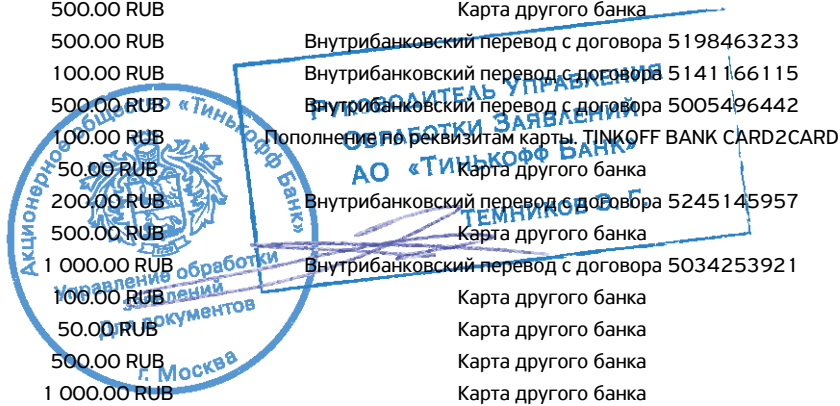 500.00 RUB Карта другого банка
500.00 RUB Внутрибанковский перевод с договора 5198463233
100.00 RUB Внутрибанковский перевод с договора 5141166115
500.00 RUB Внутрибанковский перевод с договора 5005496442
100.00 RUB Пополнение по реквизитам карты. TINKOFF BANK CARD2CARD
50.00 RUB Карта другого банка
200.00 RUB Внутрибанковский перевод с договора 5245145957
500.00 RUB Карта другого банка
1 000.00 RUB Внутрибанковский перевод с договора 5034253921
100.00 RUB Карта другого банка
50.00 RUB Карта другого банка
500.00 RUB Карта другого банка
1 000.00 RUB Карта другого банка
Руководитель Управления
Обработки Заявлений
АО «Тинькофф Банк»
Темников Э. Г.
Акционерное общество «Тинькофф Банк»
Управление обработки
заявлений
Для документов
г. Москва